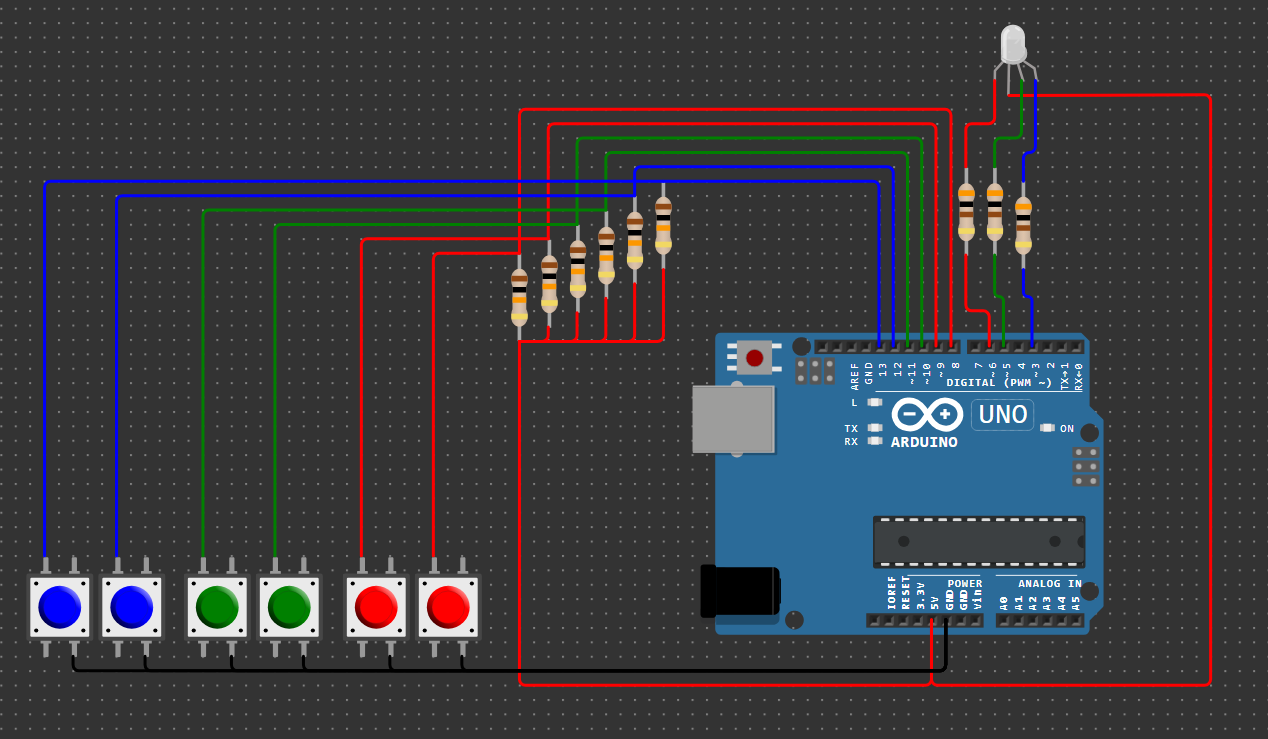 AREF
GND
13
12
~11
~10
~9
8
7
~6
~5
4
~3
2
TX→1
RX←0
DIGITAL (PWM ~)
L
TX
RX
UNO
ARDUINO
ON
IOREF
RESET
3.3V
5V
GND
GND
Vin
POWER
ANALOG IN
A0
A1
A2
A3
A4
A5